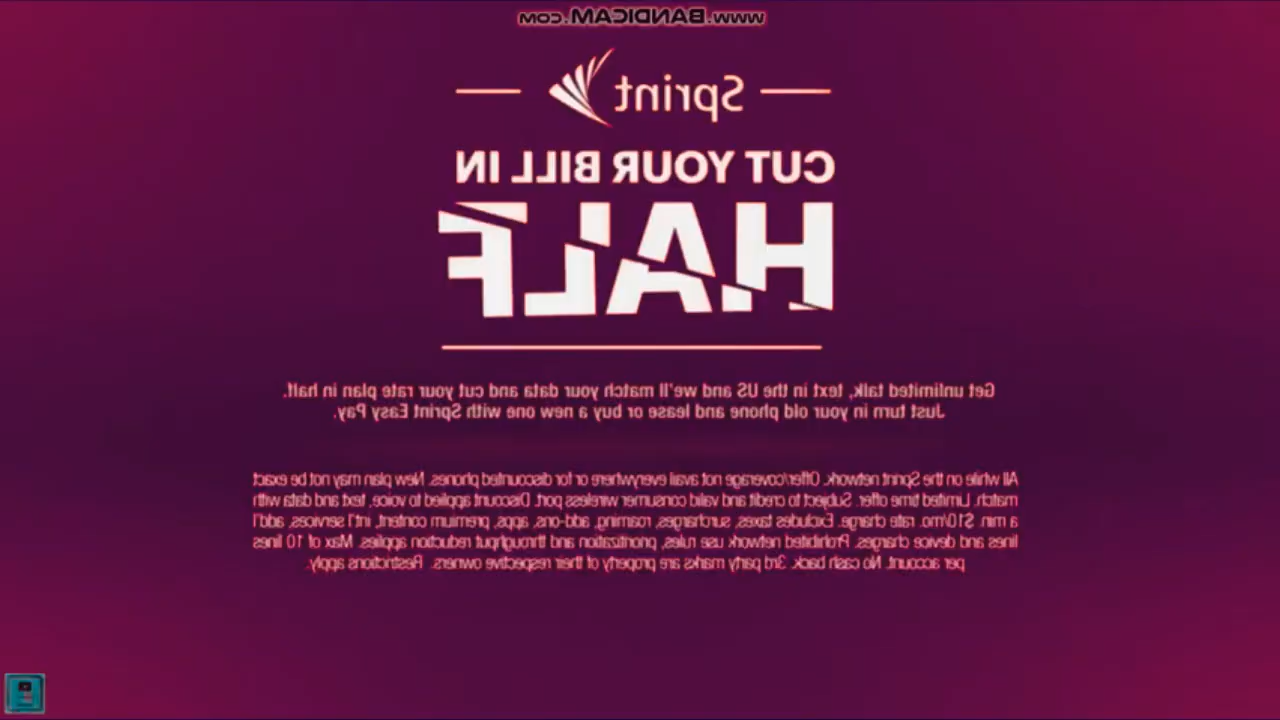 www.BANDICAM.com
Sprint
CUT YOUR BILL IN
HALF
Get unlimited talk, text in the US and we'll match your data and cut your rate plan in half.
Just turn in your old phone and lease or buy a new one with Sprint Easy Pay.
All while on the Sprint network. Offer/coverage not avail everywhere or for discounted phones. New plan may not be exact
match. Limited time offer. Subject to credit and valid consumer wireless port. Discount applied to voice, text and data with
a min. $10/mo. rate charge. Excludes taxes, surcharges, roaming, add-ons, apps, premium content, int'l services, add'l
lines and device charges. Prohibited network use rules, prioritization and throughput reduction applies. Max of 10 lines
per account. No cash back. 3rd party marks are property of their respective owners. Restrictions apply.